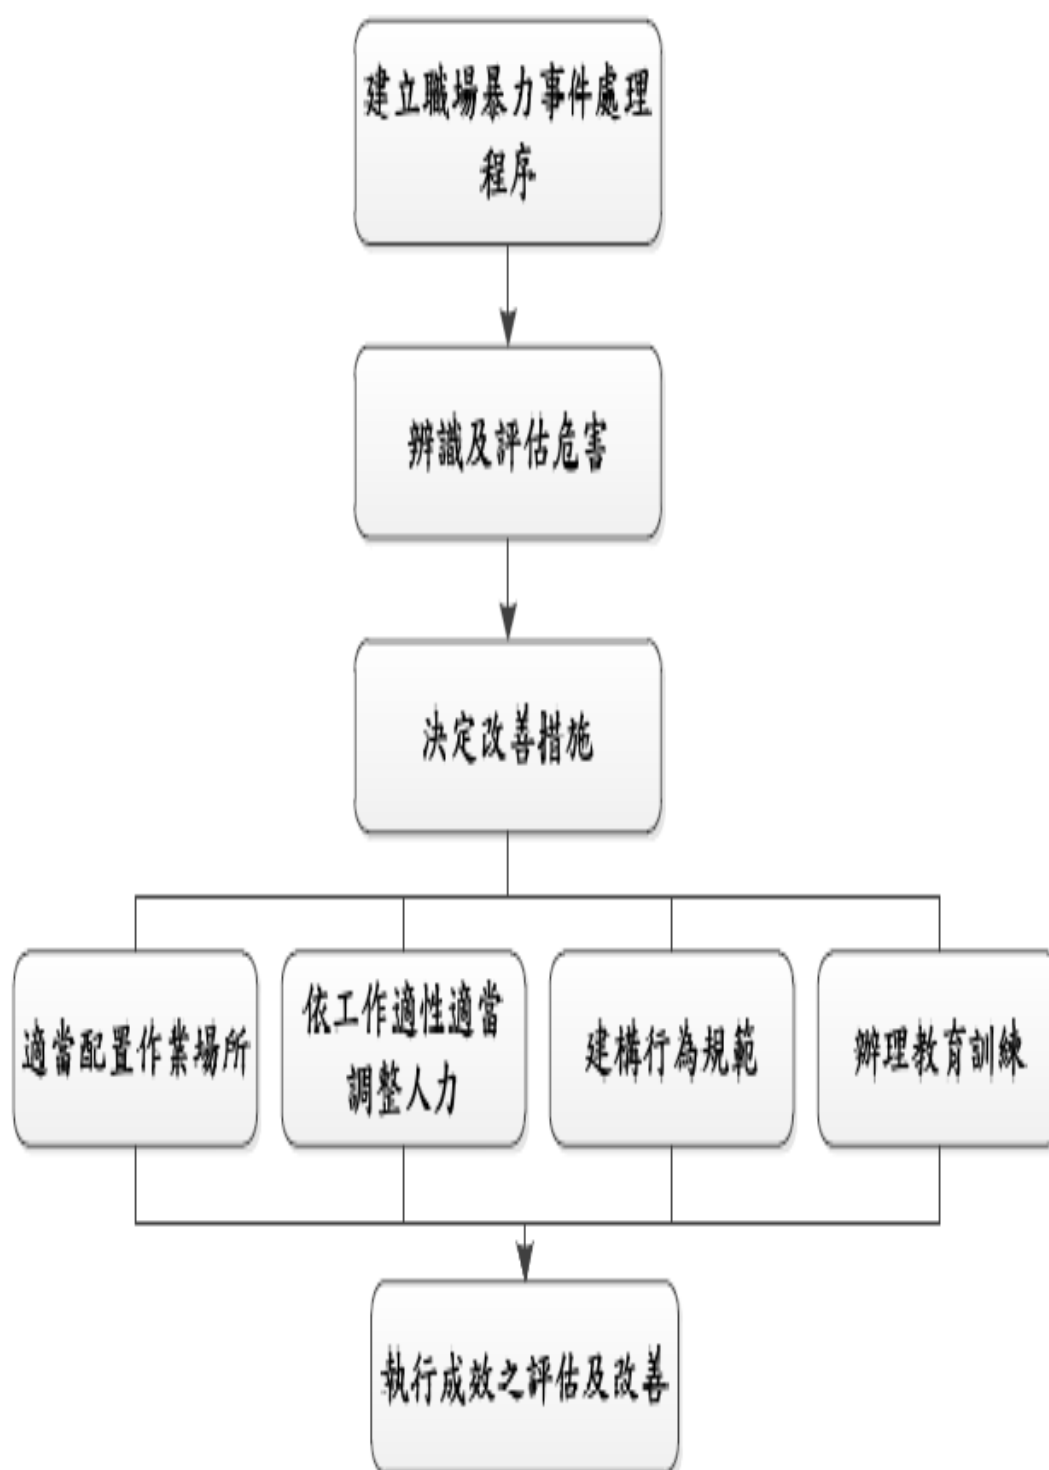 建立職場暴力事件處理
程序
辨識及評估危害
決定改善措施
適當配置作業場所
依工作適性適當
調整人力
建構行為規範
辦理教育訓練
執行成效之評估及改善